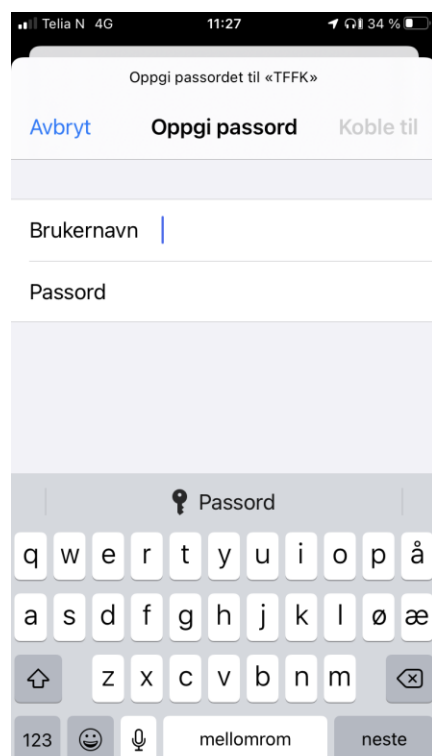 Telia N 4G 11:27 34 %
Oppgi passordet til «TFFK»
Avbryt Oppgi passord Koble til
Brukernavn
Passord
Passord
q w e r t y u i o p å
a s d f g h j k l ø æ
z x c v b n m
123 mellomrom neste